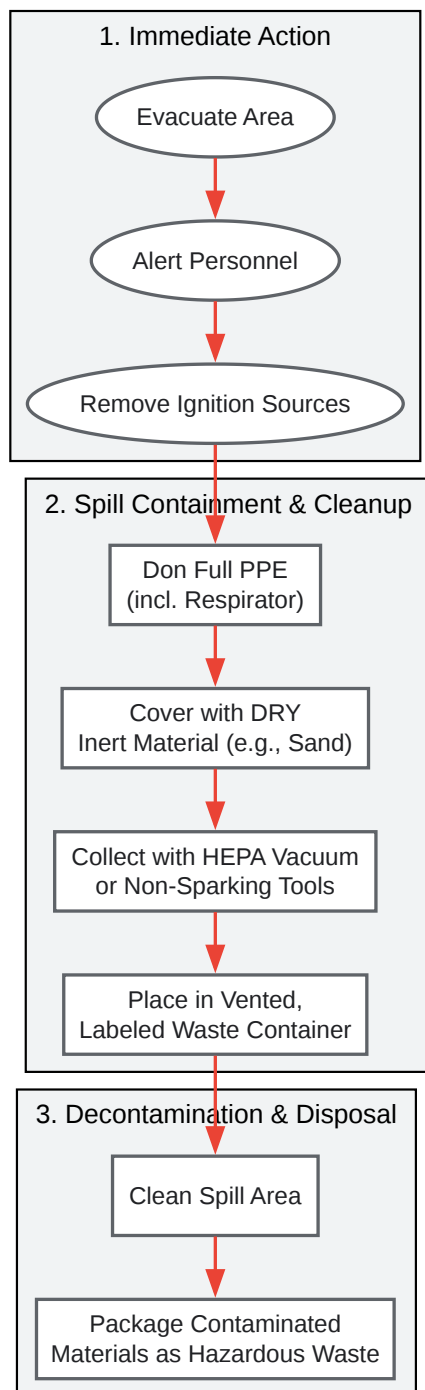 1. Immediate Action
Evacuate Area
Alert Personnel
Remove Ignition Sources
2. Spill Containment & Cleanup
Don Full PPE
(incl. Respirator)
Cover with DRY
Inert Material (e.g., Sand)
Collect with HEPA Vacuum
or Non-Sparking Tools
Place in Vented,
Labeled Waste Container
3. Decontamination & Disposal
Clean Spill Area
Package Contaminated
Materials as Hazardous Waste